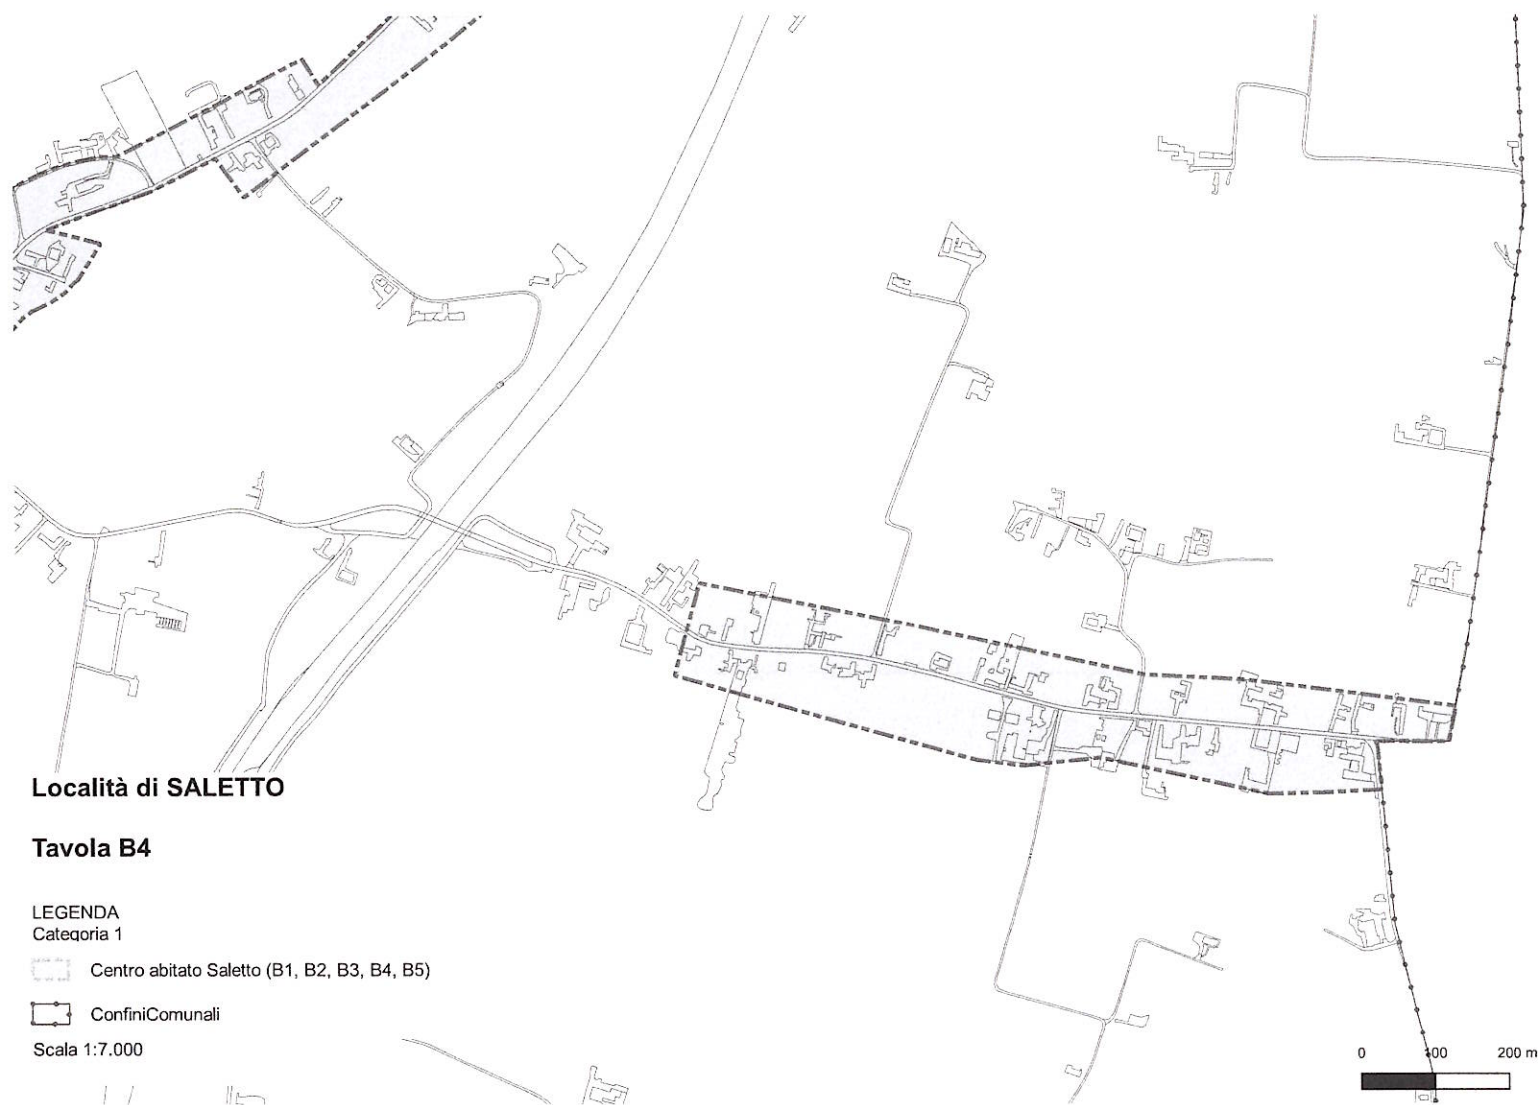 Località di SALETTO
Tavola B4
LEGENDA
Categoria 1
Centro abitato Saletto (B1, B2, B3, B4, B5)
ConfiniComunali
Scala 1:7.000
0 100 200 m